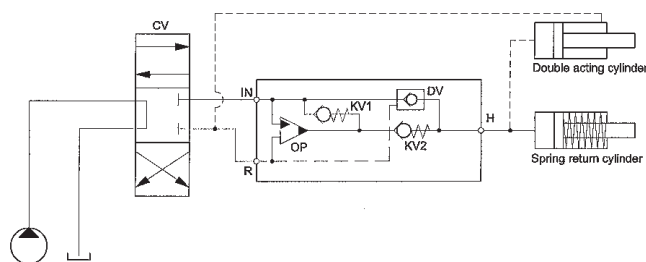 CV
Double acting cylinder
IN
KV1
DV
H
OP
KV2
R
Spring return cylinder